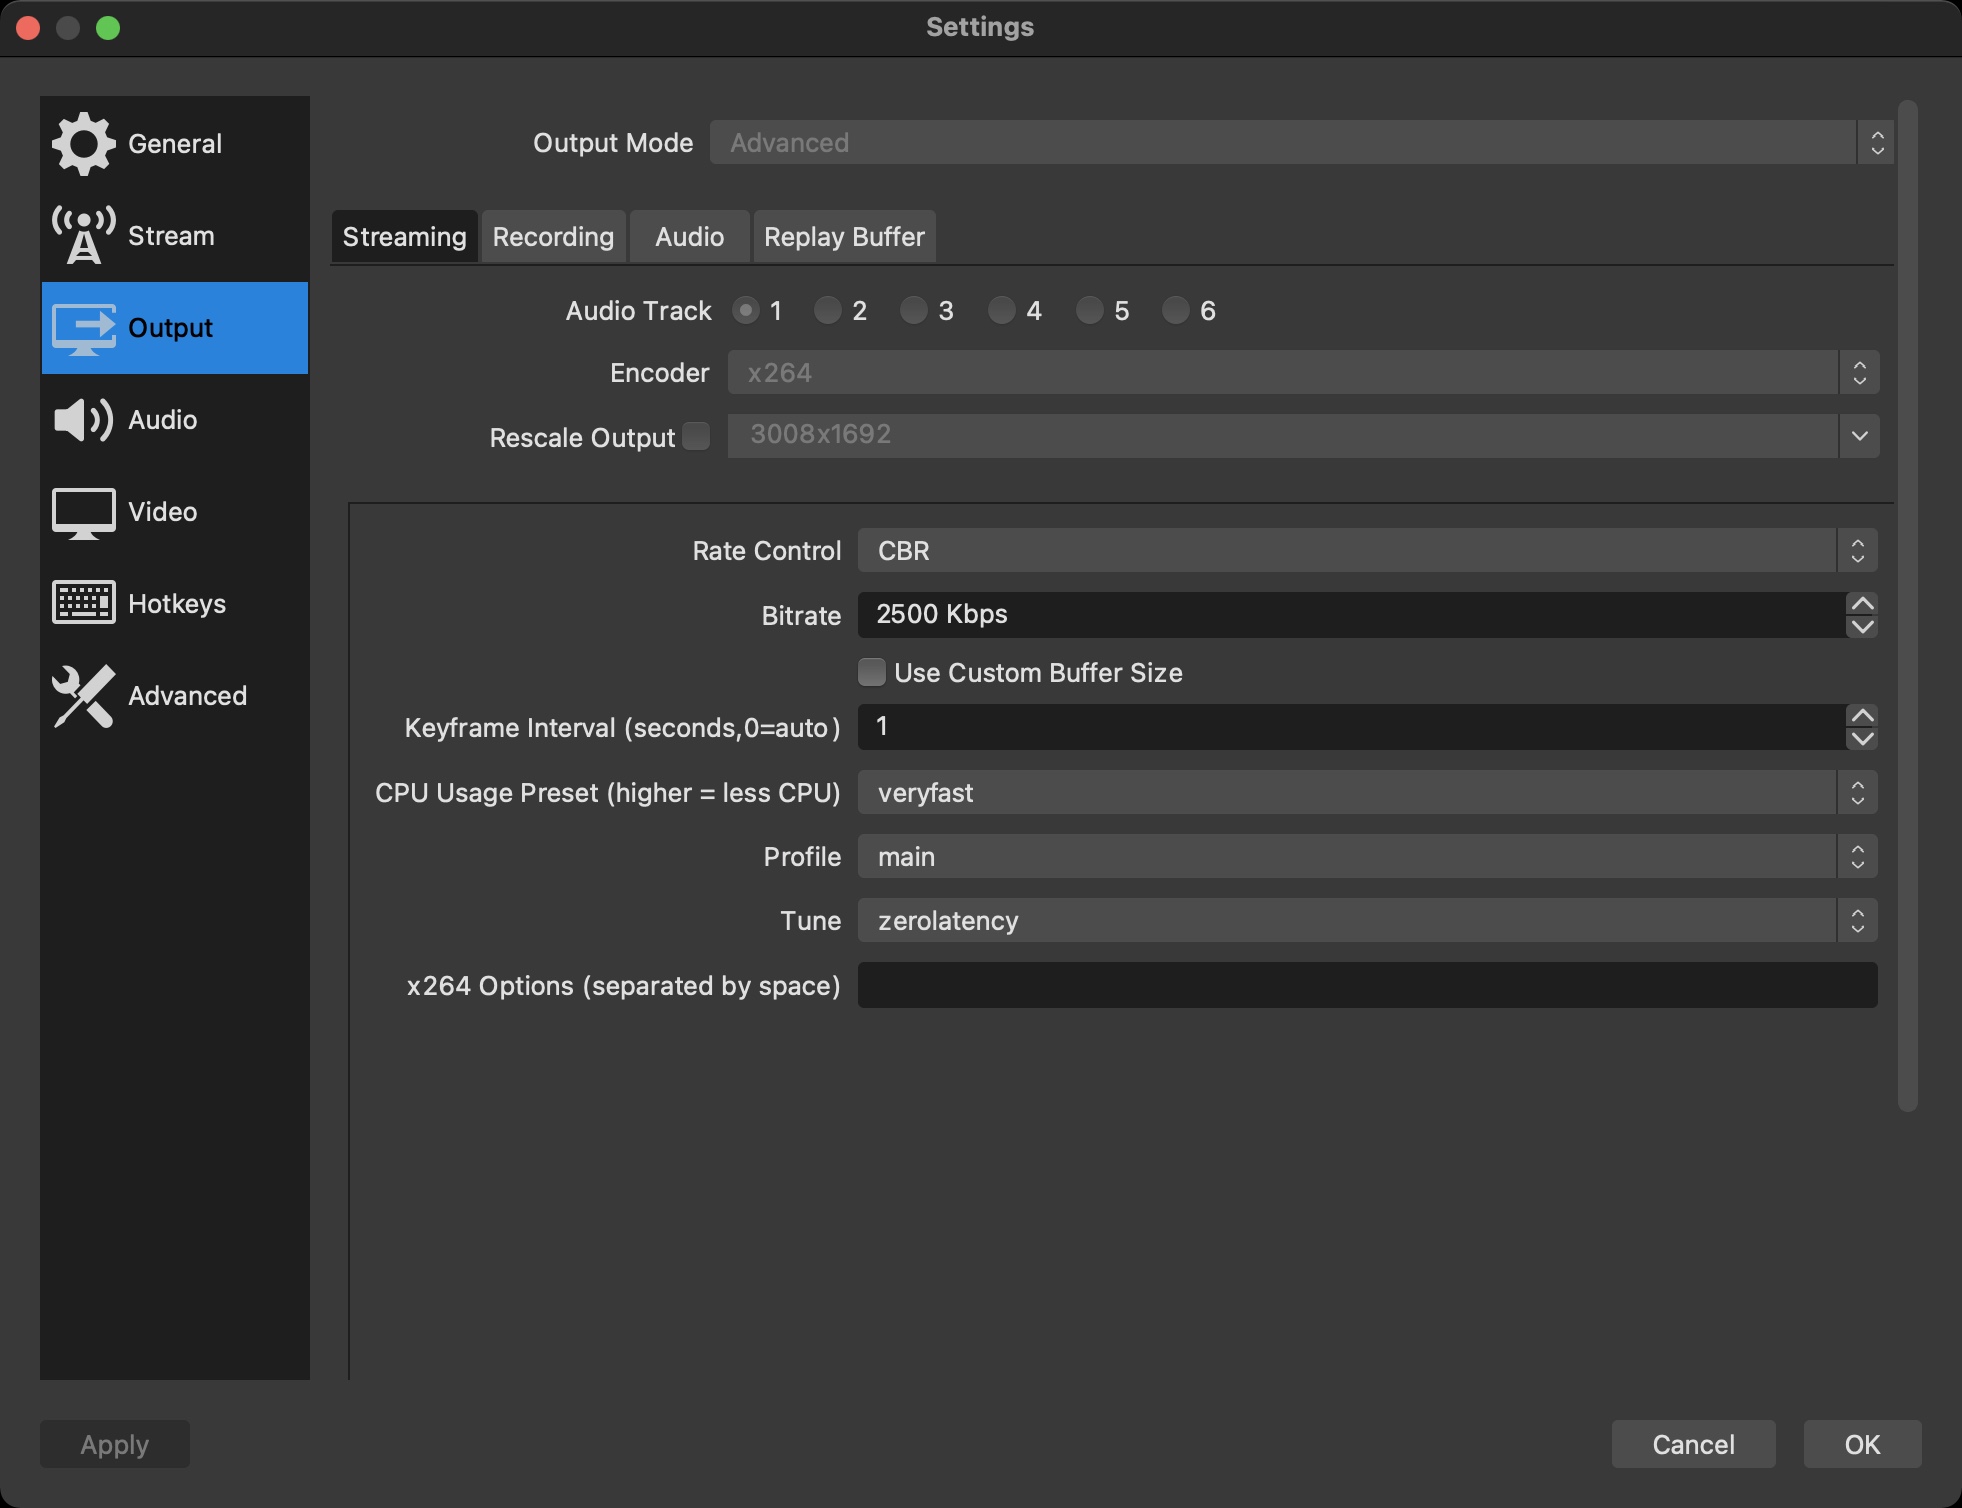 Settings
General
Stream
Output
Audio
Video
Hotkeys
Advanced
Output Mode Advanced
Streaming Recording Audio Replay Buffer
Audio Track 1 2 3 4 5 6
Encoder x264
Rescale Output 3008x1692
Rate Control CBR
Bitrate 2500 Kbps
Use Custom Buffer Size
Keyframe Interval (seconds,0=auto) 1
CPU Usage Preset (higher = less CPU) veryfast
Profile main
Tune zerolatency
x264 Options (separated by space)
Apply Cancel OK